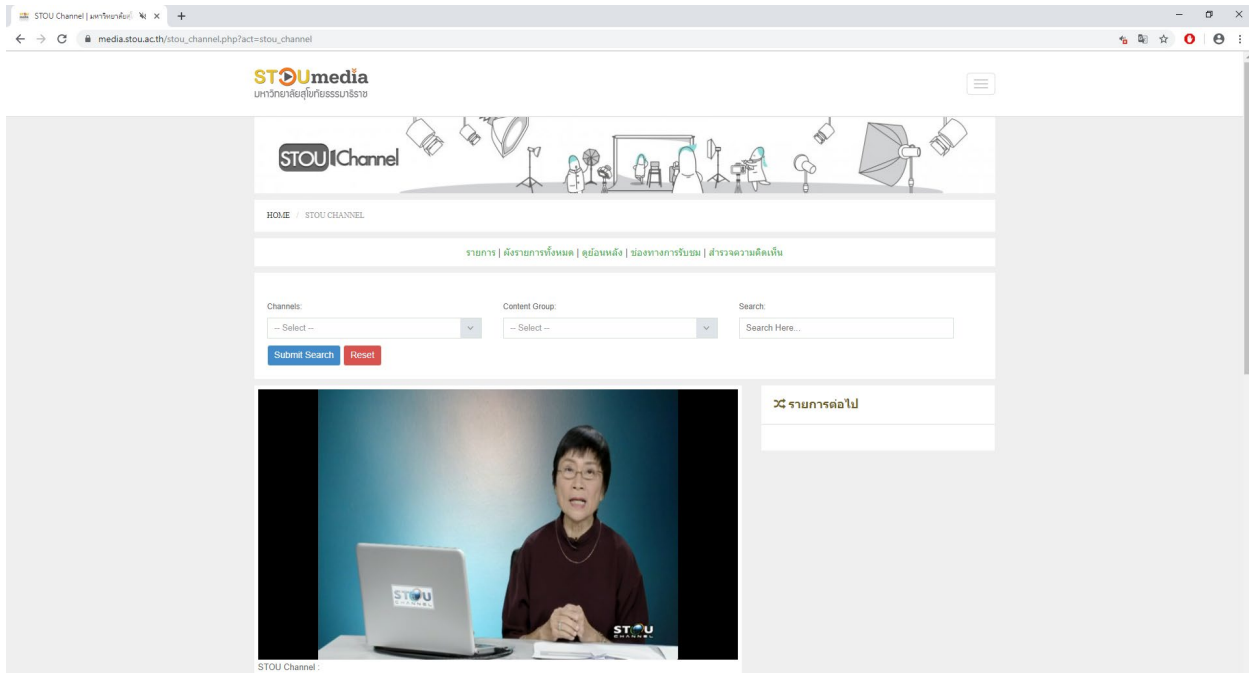 STOU Channel | มหาวิทยาลัยสุโ
media.stou.ac.th/stou_channel.php?act=stou_channel
STOUmedia
มหาวิทยาลัยสุโขทัยธรรมาธิราช
STOU Channel
HOME / STOU CHANNEL
รายการ | ผังรายการทั้งหมด | ดูย้อนหลัง | ช่องทางการรับชม | สำรวจความคิดเห็น
Channels: Content Group: Search:
-- Select -- -- Select -- Search Here...
Submit Search Reset
รายการต่อไป
STOU
CHANNEL
STOU
CHANNEL
STOU Channel :